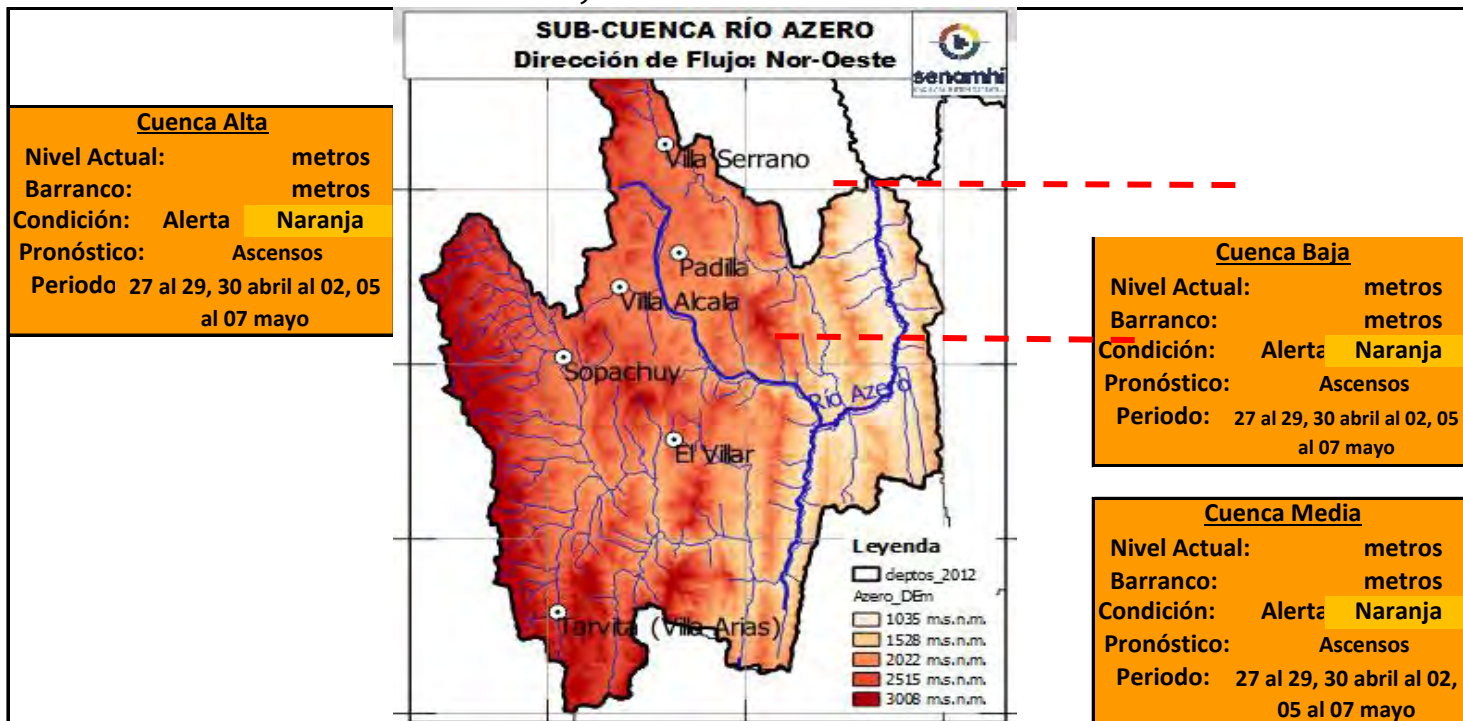 SUB-CUENCA RÍO AZERO
Dirección de Flujo: Nor-Oeste
senamhi
Cuenca Alta
Nivel Actual: metros
Barranco: metros
Condición: Alerta Naranja
Pronóstico: Ascensos
Periodo 27 al 29, 30 abril al 02, 05
al 07 mayo
Villa Serrano
Padilla
Villa Alcala
Sopachuy
Río Azero
El Villar
Tarvita (Villa Arias)
Leyenda
deptos_2012
Azero_DEm
1035 m.s.n.m.
1528 m.s.n.m.
2022 m.s.n.m.
2515 m.s.n.m.
3008 m.s.n.m.
Cuenca Baja
Nivel Actual: metros
Barranco: metros
Condición: Alerta Naranja
Pronóstico: Ascensos
Periodo: 27 al 29, 30 abril al 02, 05
al 07 mayo
Cuenca Media
Nivel Actual: metros
Barranco: metros
Condición: Alerta Naranja
Pronóstico: Ascensos
Periodo: 27 al 29, 30 abril al 02,
05 al 07 mayo